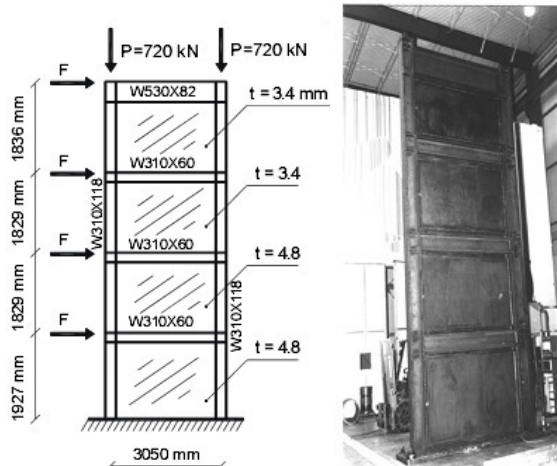 P=720 kN
P=720 kN
F
W530X82
t = 3.4 mm
1836 mm
F
W310X60
t = 3.4
1829 mm
W310X118
F
W310X60
t = 4.8
1829 mm
F
W310X60
W310X118
t = 4.8
1927 mm
3050 mm